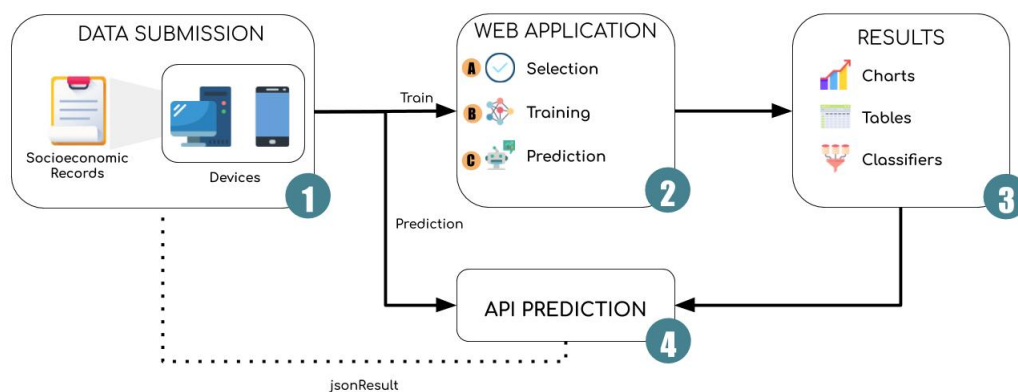 DATA SUBMISSION
Socioeconomic
Records
Devices
1
Train
Prediction
WEB APPLICATION
A Selection
B Training
C Prediction
2
RESULTS
Charts
Tables
Classifiers
3
API PREDICTION
4
jsonResult